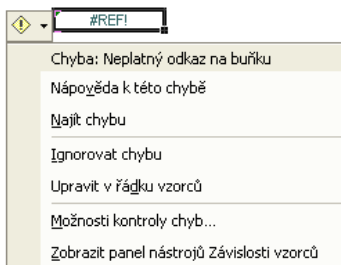 #REF!
Chyba: Neplatný odkaz na buňku
Nápověda k této chybě
Najít chybu
Ignorovat chybu
Upravit v řádku vzorců
Možnosti kontroly chyb...
Zobrazit panel nástrojů Závislosti vzorců